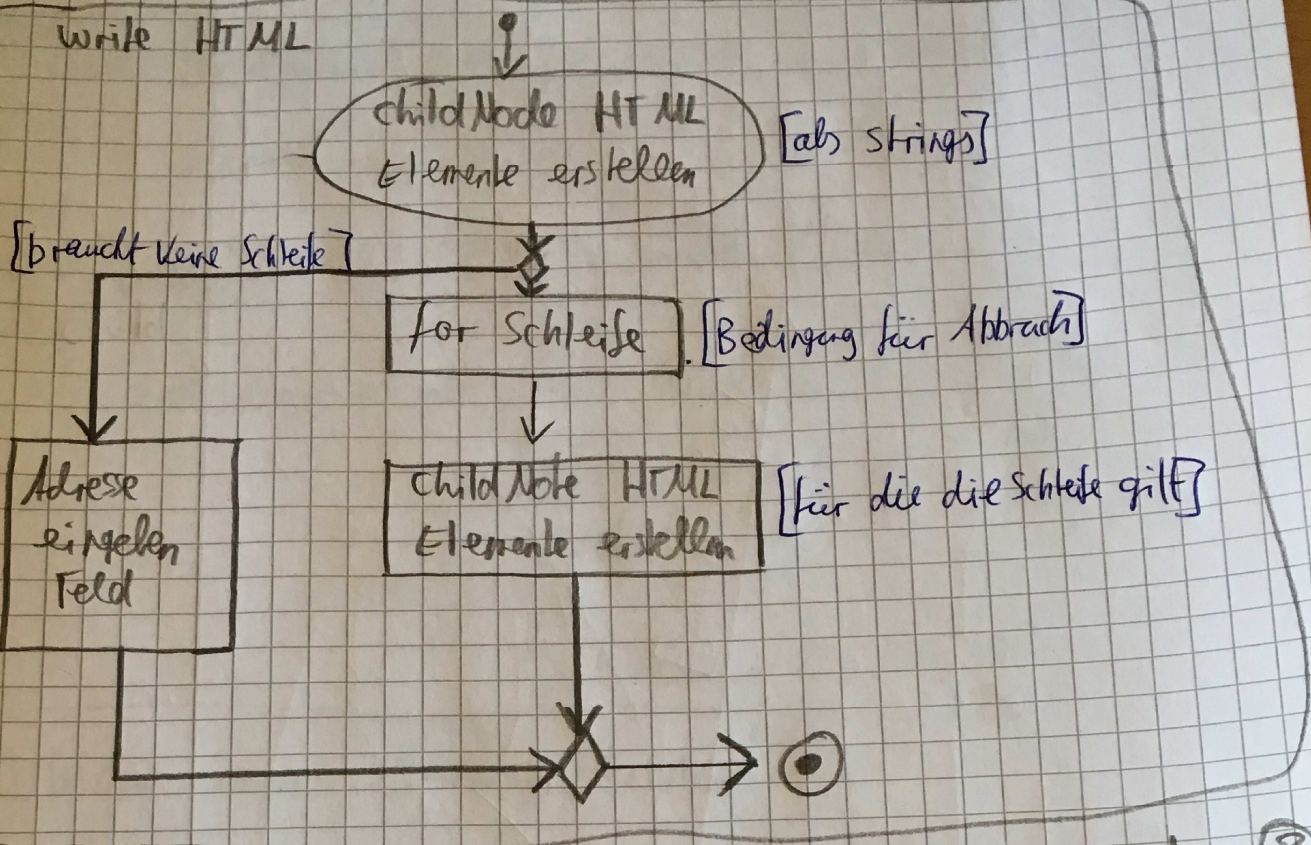 write HTML
ChildNode HTML
Elemente erstellen
[als strings]
[braucht keine Schleife]
for Schleife
[Bedingung für Abbruch]
Adresse
eingeben
Feld
ChildNote HTML
Elemente erstellen
[für die die Schleife gilt]